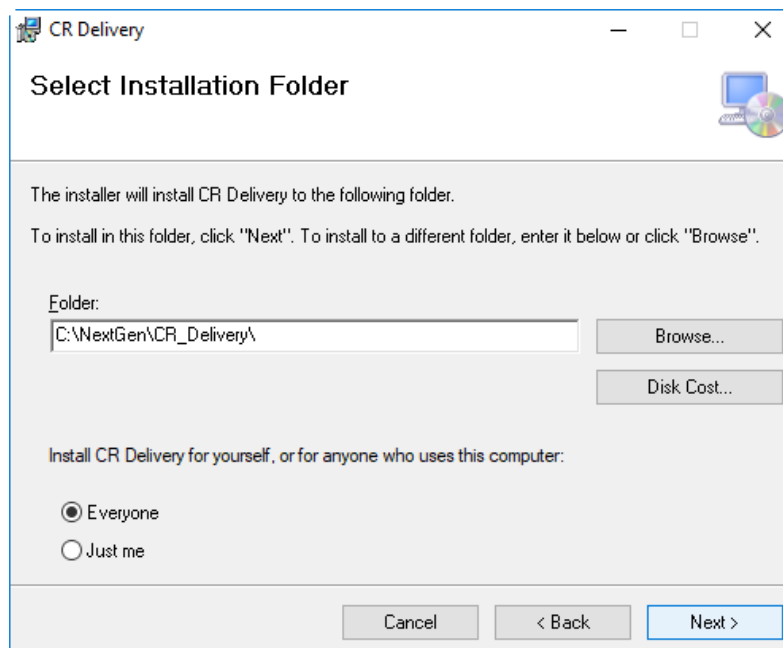 CR Delivery
Select Installation Folder
The installer will install CR Delivery to the following folder.
To install in this folder, click "Next". To install to a different folder, enter it below or click "Browse".
Folder:
C:\NextGen\CR_Delivery\
Browse...
Disk Cost...
Install CR Delivery for yourself, or for anyone who uses this computer:
Everyone
Just me
Cancel
< Back
Next >